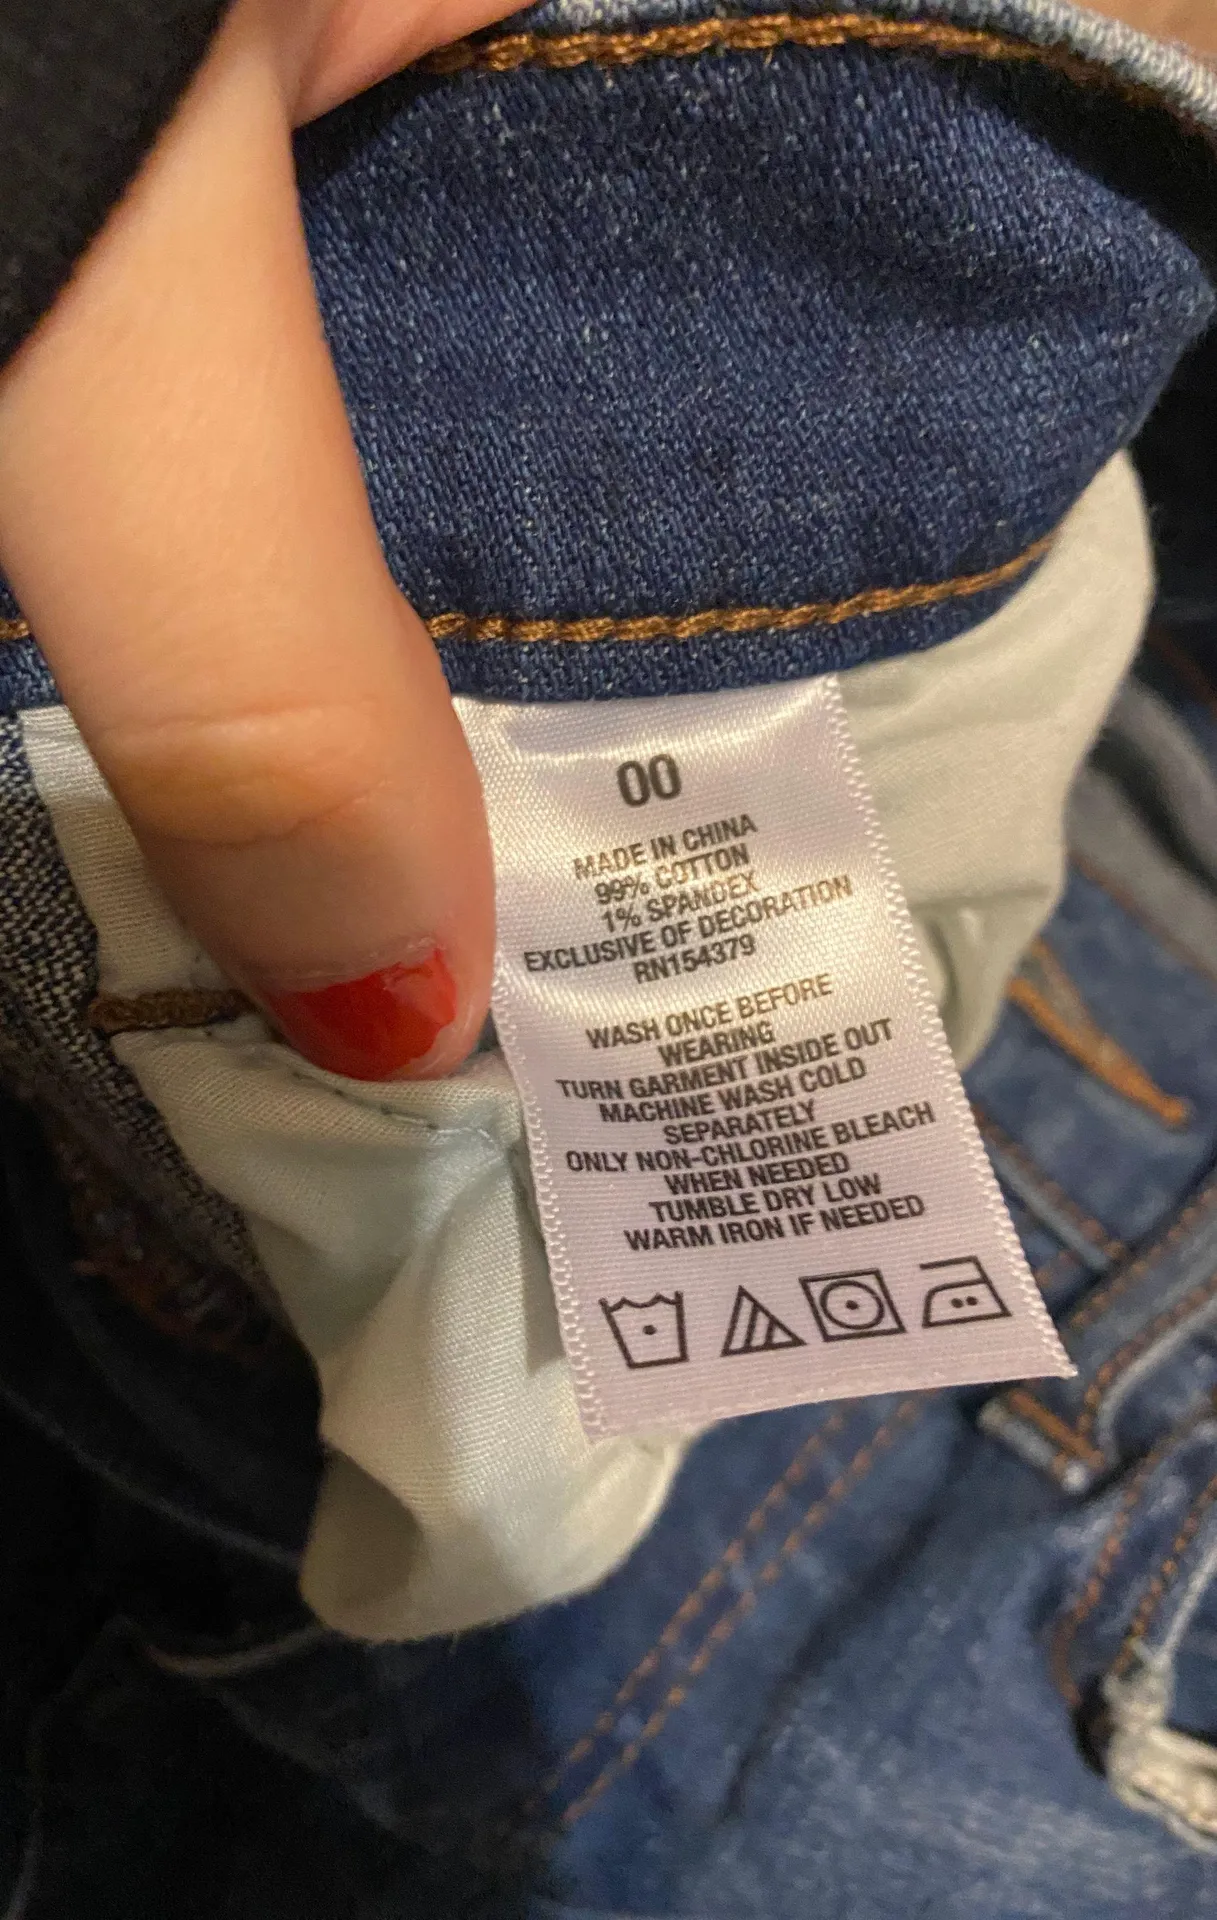 00
MADE IN CHINA
99% COTTON
1% SPANDEX
EXCLUSIVE OF DECORATION
RN154379
WASH ONCE BEFORE
WEARING
TURN GARMENT INSIDE OUT
MACHINE WASH COLD
SEPARATELY
ONLY NON-CHLORINE BLEACH
WHEN NEEDED
TUMBLE DRY LOW
WARM IRON IF NEEDED